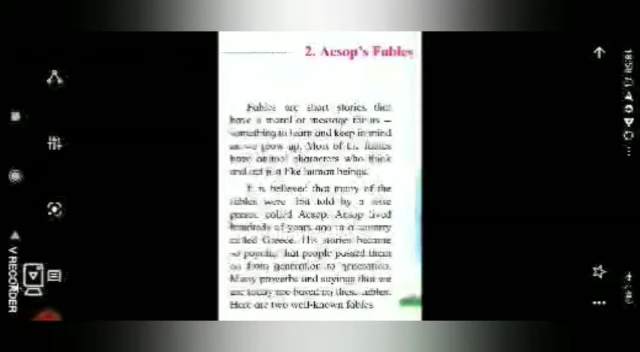 2. Aesop's Fables
Fables are short stories that
have a moral or message for us –
something to learn and keep in mind
as we grow up. Most of the fables
have animal characters who think
and act just like human beings.
It is believed that many of the
fables were first told by a wise
person called Aesop. Aesop lived
hundreds of years ago in a country
called Greece. His stories became
so popular that people passed them
on from generation to generation.
Many proverbs and sayings that we
use today are based on these fables.
Here are two well-known fables.
V RECORDER